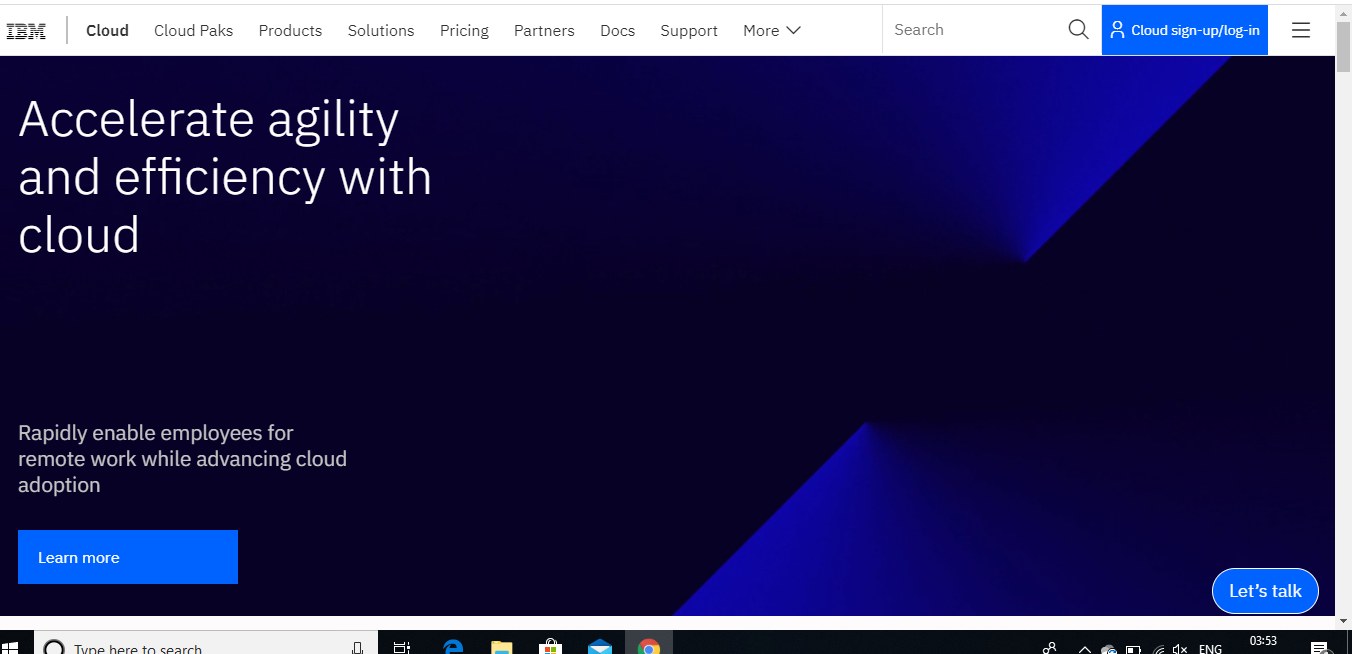 IBM
Cloud
Cloud Paks
Products
Solutions
Pricing
Partners
Docs
Support
More
Search
Cloud sign-up/log-in
Accelerate agility
and efficiency with
cloud
Rapidly enable employees for
remote work while advancing cloud
adoption
Learn more
Let's talk
Type here to search
ENG
03:53